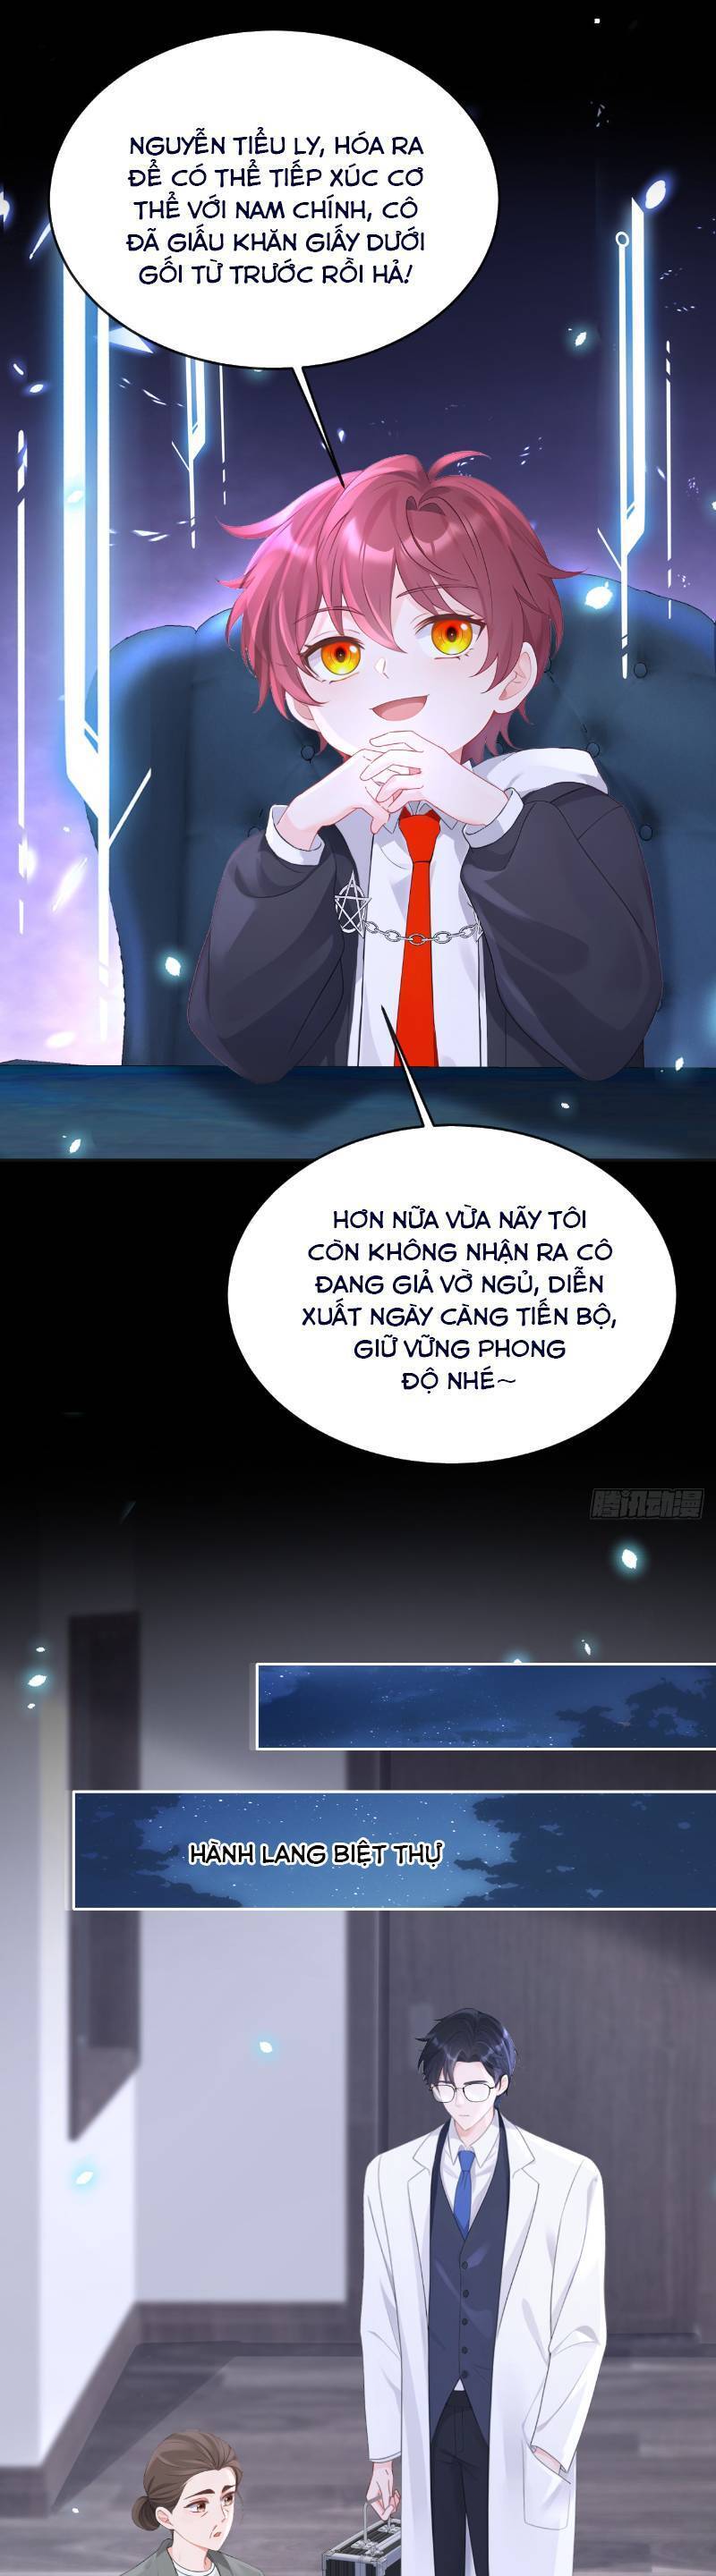 NGUYỄN TIỂU LY, HÓA RA
ĐỂ CÓ THỂ TIẾP XÚC CƠ
THỂ VỚI NAM CHÍNH, CÔ
ĐÃ GIẤU KHĂN GIẤY DƯỚI
GỐI TỪ TRƯỚC RỒI HẢ!
HƠN NỮA VỪA NÃY TÔI
CÒN KHÔNG NHẬN RA CÔ
ĐANG GIẢ VỜ NGỦ, DIỄN
XUẤT NGÀY CÀNG TIẾN BỘ,
GIỮ VỮNG PHONG
ĐỘ NHÉ~
腾讯动漫
HÀNH LANG BIỆT THỰ